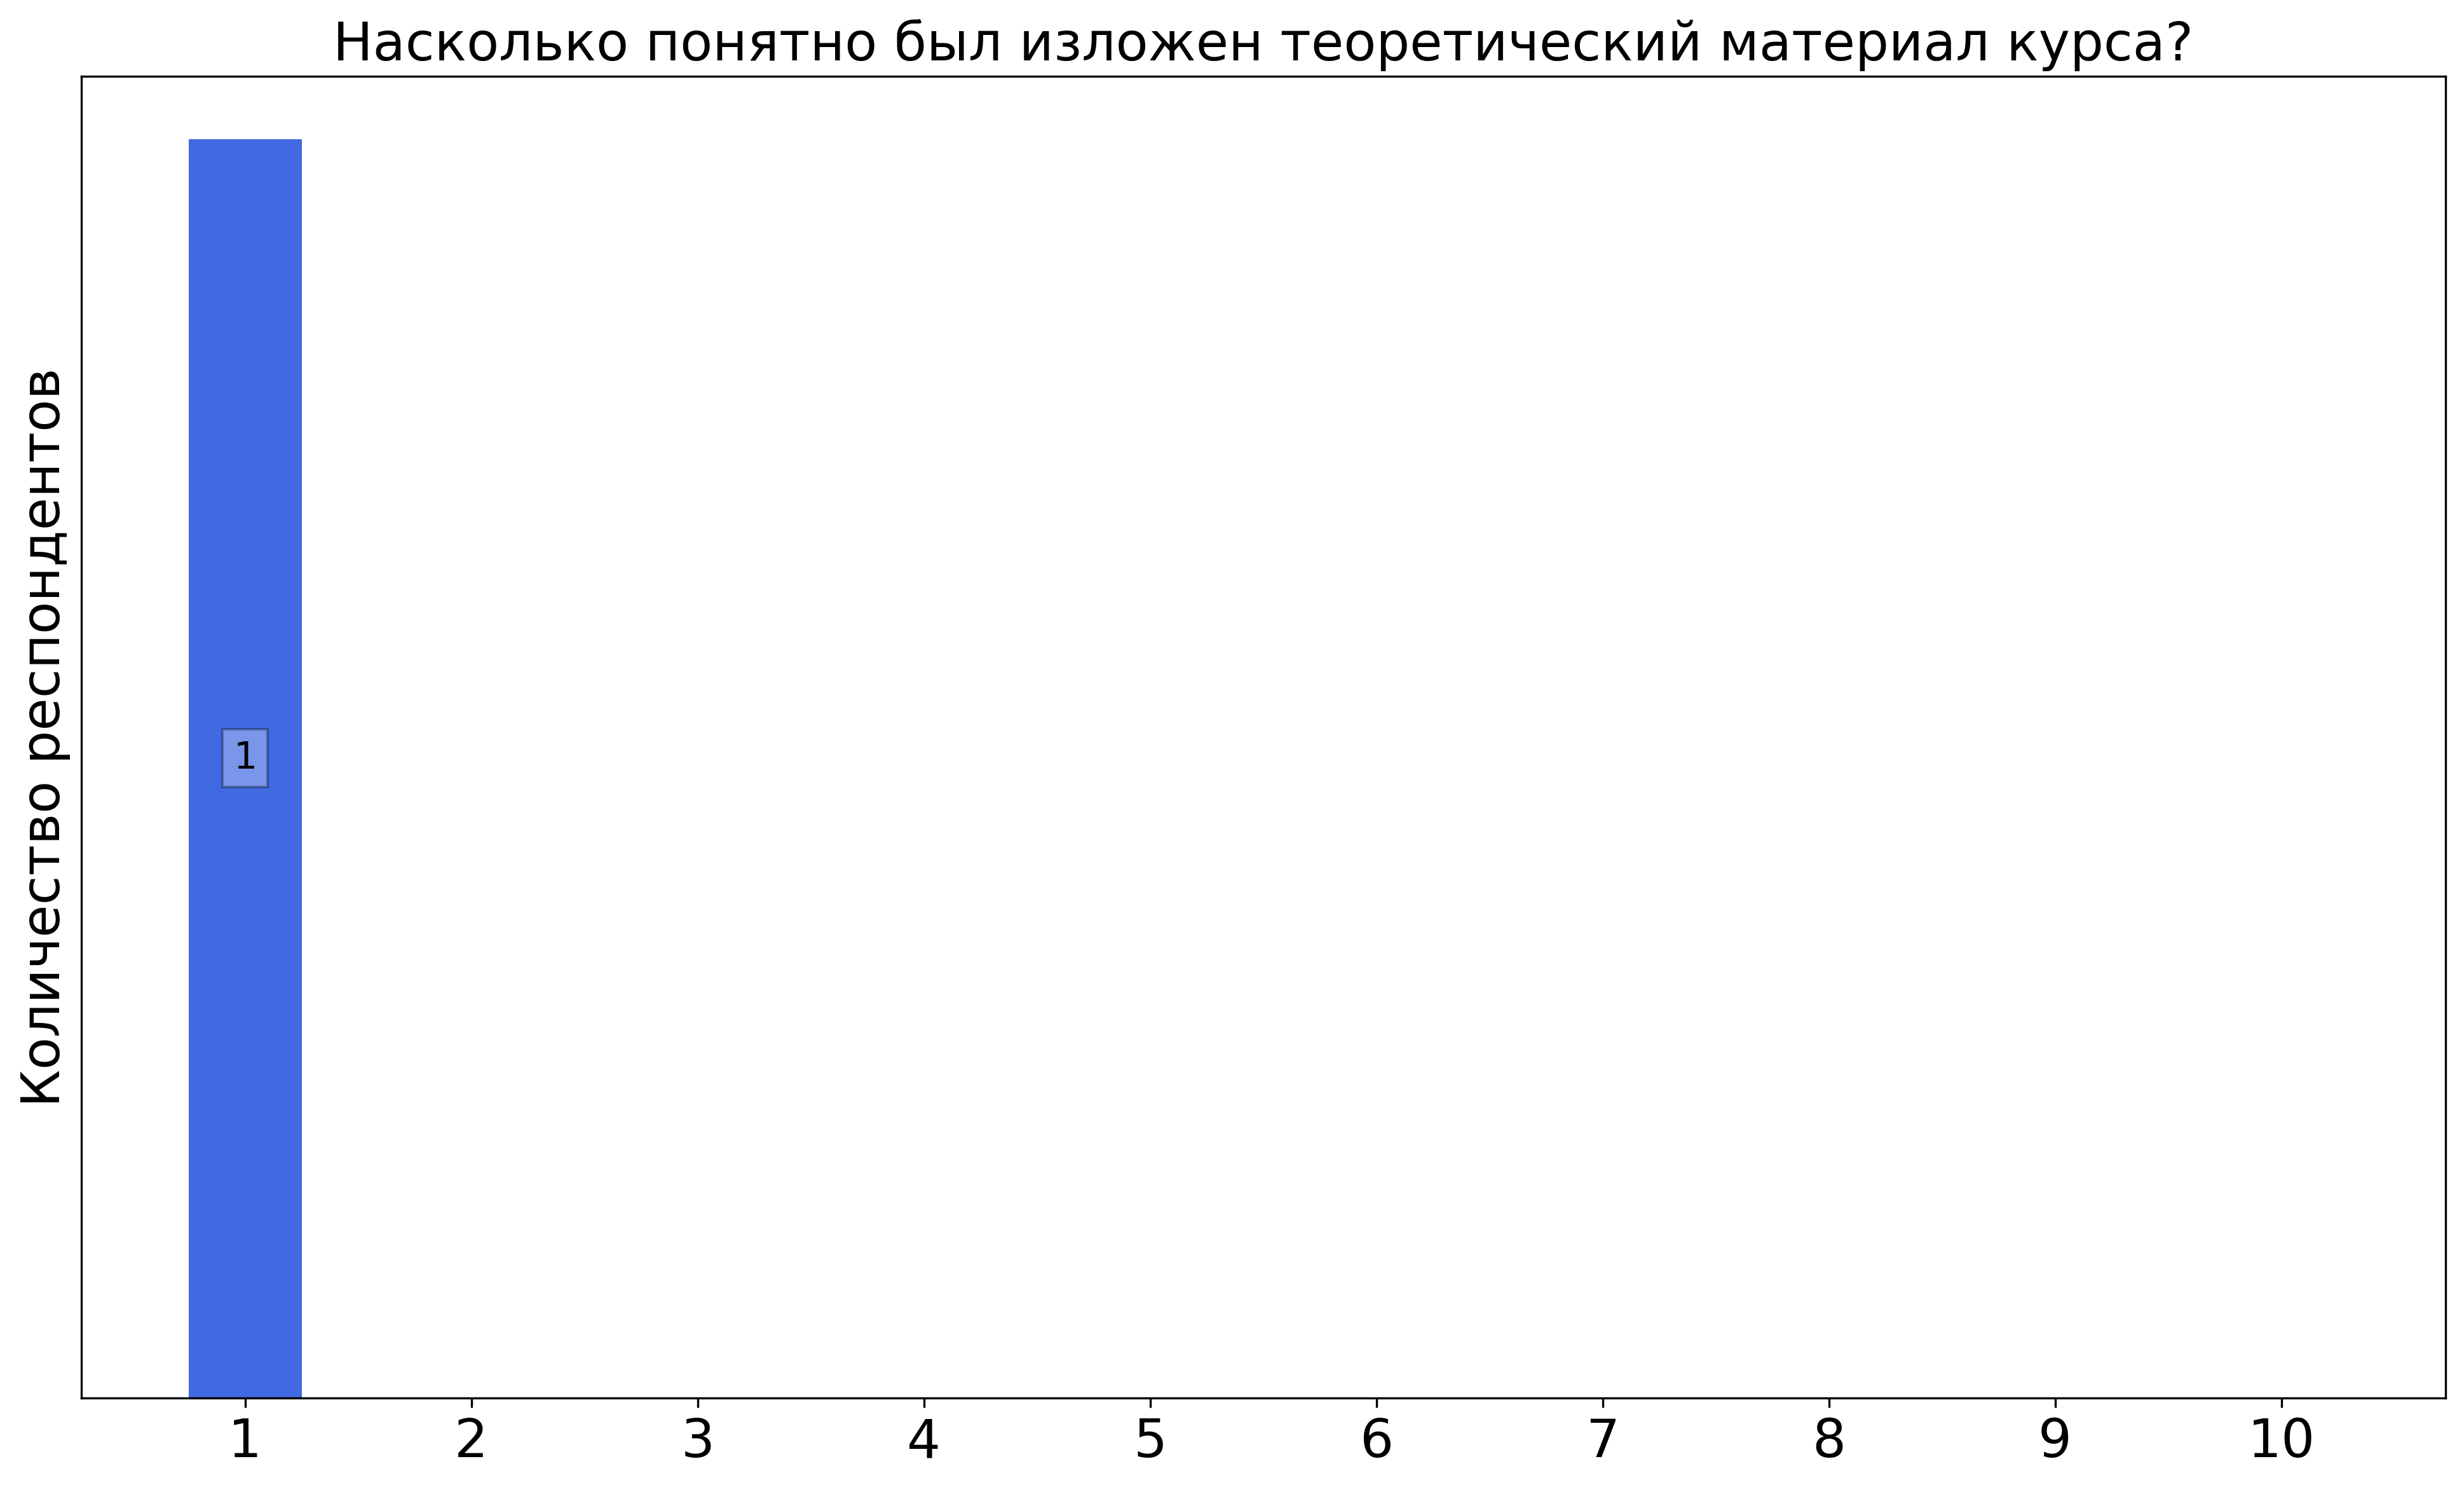 Насколько понятно был изложен теоретический материал курса?
Количество респондентов
1
1 2 3 4 5 6 7 8 9 10